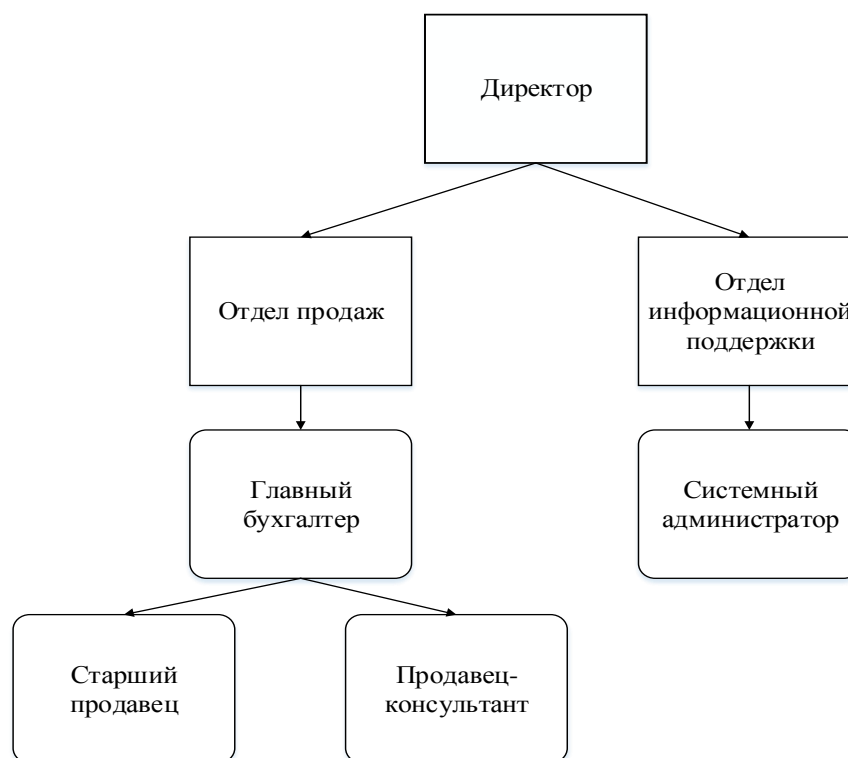 Директор
Отдел продаж
Отдел
информационной
поддержки
Главный
бухгалтер
Системный
администратор
Старший
продавец
Продавец-
консультант